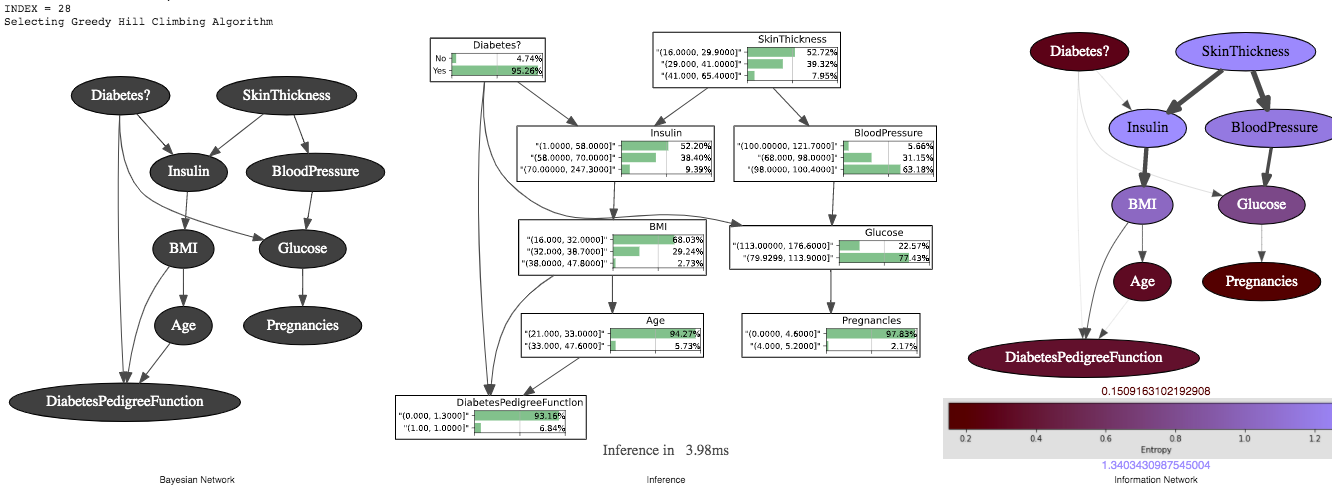 INDEX = 28
Selecting Greedy Hill Climbing Algorithm
Diabetes?
SkinThickness
Insulin
BloodPressure
BMI
Glucose
Age
Pregnancies
DiabetesPedigreeFunction
Bayesian Network
Diabetes?
No 4.74%
Yes 95.26%
SkinThickness
"(16.0000, 29.9000]" 52.72%
"(29.000, 41.0000]" 39.32%
"(41.000, 65.4000]" 7.95%
Insulin
"(1.0000, 58.0000]" 52.20%
"(58.0000, 70.0000]" 38.40%
"(70.00000, 247.3000]" 9.39%
BloodPressure
"(100.00000, 121.7000]" 5.66%
"(68.000, 98.0000]" 31.15%
"(98.0000, 100.4000]" 63.18%
BMI
"(16.000, 32.0000]" 68.03%
"(32.000, 38.7000]" 29.24%
"(38.0000, 47.8000]" 2.73%
Glucose
"(113.00000, 176.6000]" 22.57%
"(79.9299, 113.9000]" 77.43%
Age
"(21.000, 33.0000]" 94.27%
"(33.000, 47.6000]" 5.73%
Pregnancies
"(0.0000, 4.6000]" 97.83%
"(4.000, 5.2000]" 2.17%
DiabetesPedigreeFunction
"(0.000, 1.3000]" 93.16%
"(1.00, 1.0000]" 6.84%
Inference in 3.98ms
Inference
Diabetes?
SkinThickness
Insulin
BloodPressure
BMI
Glucose
Age
Pregnancies
DiabetesPedigreeFunction
0.1509163102192908
0.2 0.4 0.6 0.8 1.0 1.2
Entropy
1.3403430987545004
Information Network